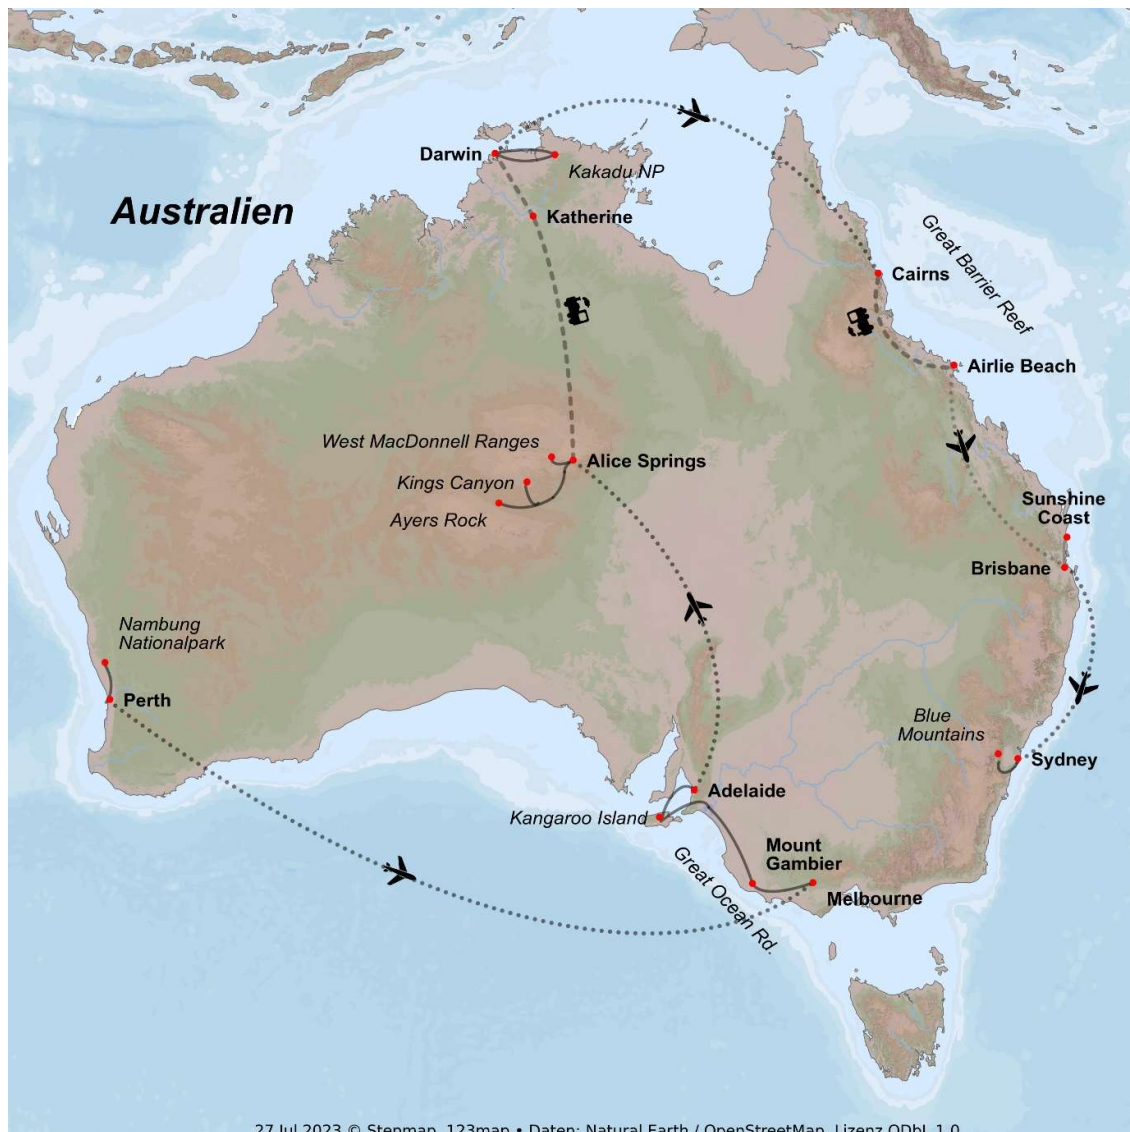 Darwin
Kakadu NP
Australien
Katherine
Great Barrier Reef
Cairns
Airlie Beach
West MacDonnell Ranges
Alice Springs
Kings Canyon
Ayers Rock
Sunshine
Coast
Brisbane
Nambung
Nationalpark
Perth
Blue
Mountains
Sydney
Adelaide
Kangaroo Island
Mount
Gambier
Great Ocean Rd.
Melbourne
27 Jul 2023 © Stepmap, 123map • Daten: Natural Earth / OpenStreetMap, Lizenz ODbL 1.0